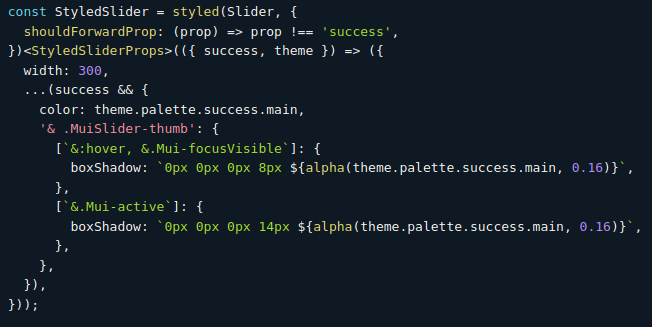 const StyledSlider = styled(Slider, {
  shouldForwardProp: (prop) => prop !== 'success',
})<StyledSliderProps>(({ success, theme }) => ({
  width: 300,
  ...(success && {
    color: theme.palette.success.main,
    '& .MuiSlider-thumb': {
      [`&:hover, &.Mui-focusVisible`]: {
        boxShadow: `0px 0px 0px 8px ${alpha(theme.palette.success.main, 0.16)}`,
      },
      [`&.Mui-active`]: {
        boxShadow: `0px 0px 0px 14px ${alpha(theme.palette.success.main, 0.16)}`,
      },
    },
  }),
}));